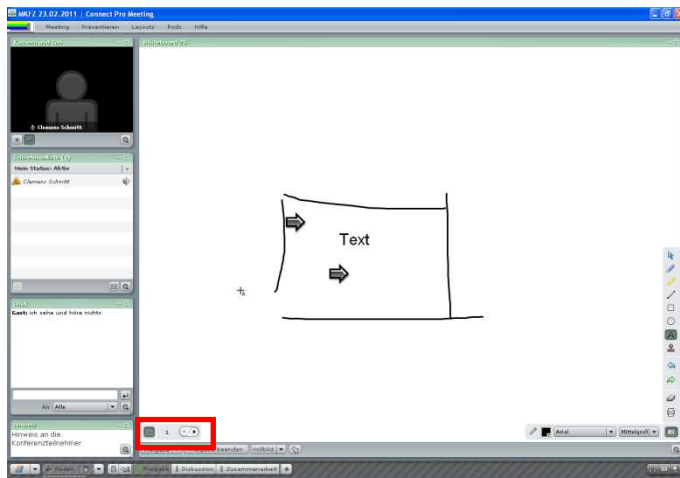 MKFZ 23.02.2011 | Connect Pro Meeting
Meeting Präsentieren Layouts Pods Hilfe
Clemens Schmitt
Mein Status: Aktiv
Clemens Schmitt
Text
Gast: ich sehe und höre nichts
An Alle
Hinweis an die
Konferenzteilnehmer
1
Arial Mittelgroß
beenden Vollbild
Reden Freigabe Diskussion Zusammenarbeit